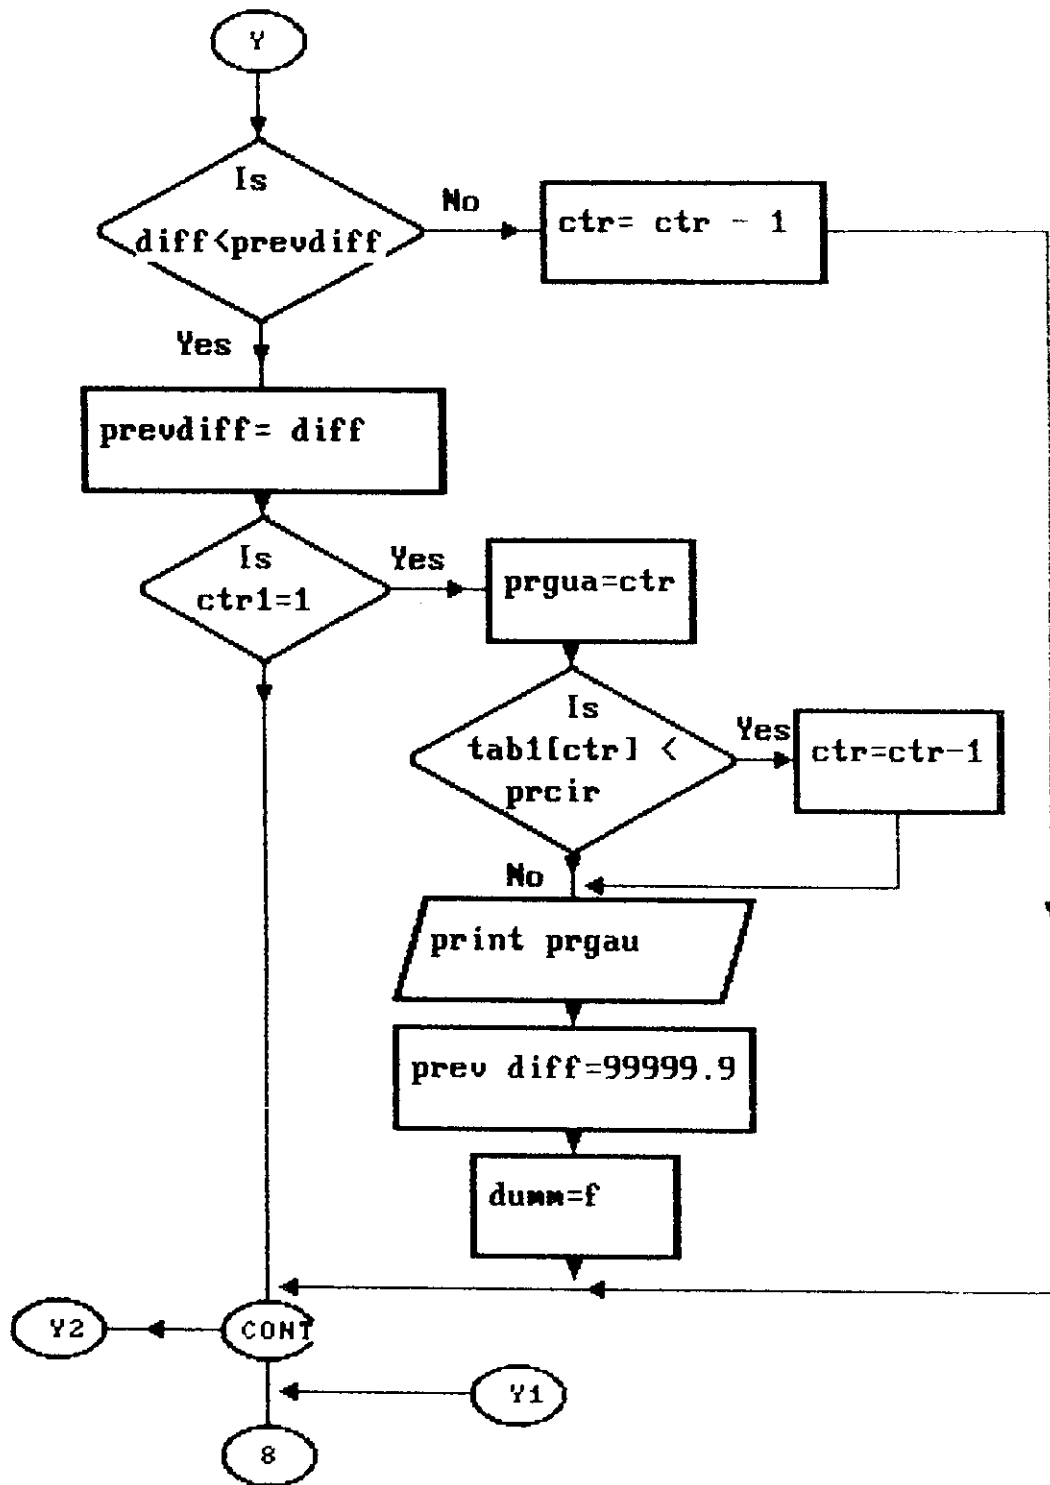 Y
Is
diff<prevdiff
No
ctr= ctr - 1
Yes
prevdiff= diff
Is
ctr1=1
Yes
prgua=ctr
Is
tab1[ctr] <
prcir
Yes
ctr=ctr-1
No
print prgau
prev diff=99999.9
dumm=f
Y2
CONT
Y1
8